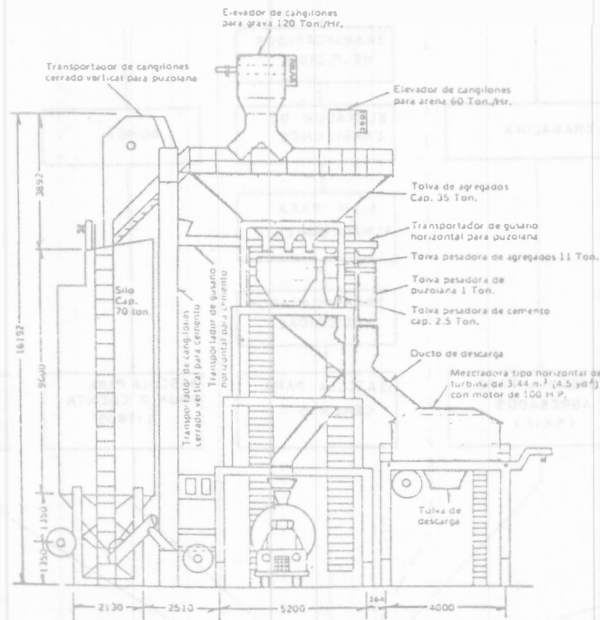 Elevador de cangilones
para grava 120 Ton./Hr.
Transportador de cangilones
cerrado vertical para puzolana
Elevador de cangilones
para arena 60 Ton./Hr.
Tolva de agregados
Cap. 35 Ton.
Transportador de gusano
horizontal para puzolana
Tolva pesadora de agregados 11 Ton.
Tolva pesadora de
puzolana 1 Ton.
Tolva pesadora de cemento
cap. 2.5 Ton.
Silo
Cap.
70 ton.
Transportador de cangilones
cerrado vertical para cemento
Transportador de gusano
horizontal para cemento
Ducto de descarga
Mezcladora tipo horizontal de
turbina de 3.44 m³ (4.5 yd³)
con motor de 100 H P.
Tolva de
descarga
3892
16192
9600
1350
1350
2130
2510
5200
264
4000